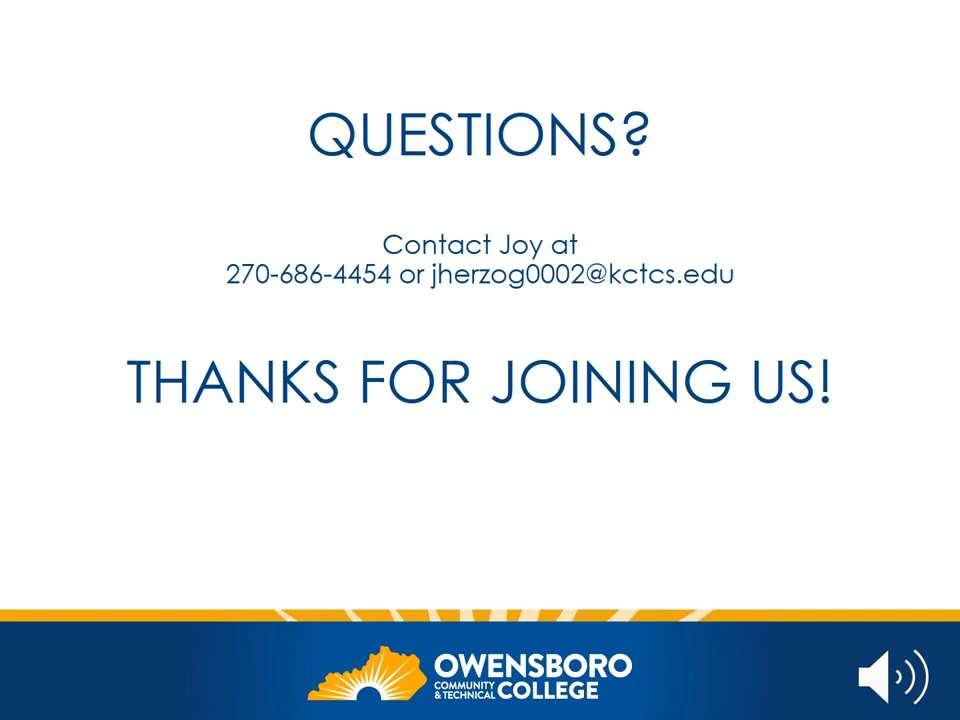 QUESTIONS?
Contact Joy at
270-686-4454 or jherzog0002@kctcs.edu
THANKS FOR JOINING US!
OWENSBORO
COMMUNITY
& TECHNICAL
COLLEGE